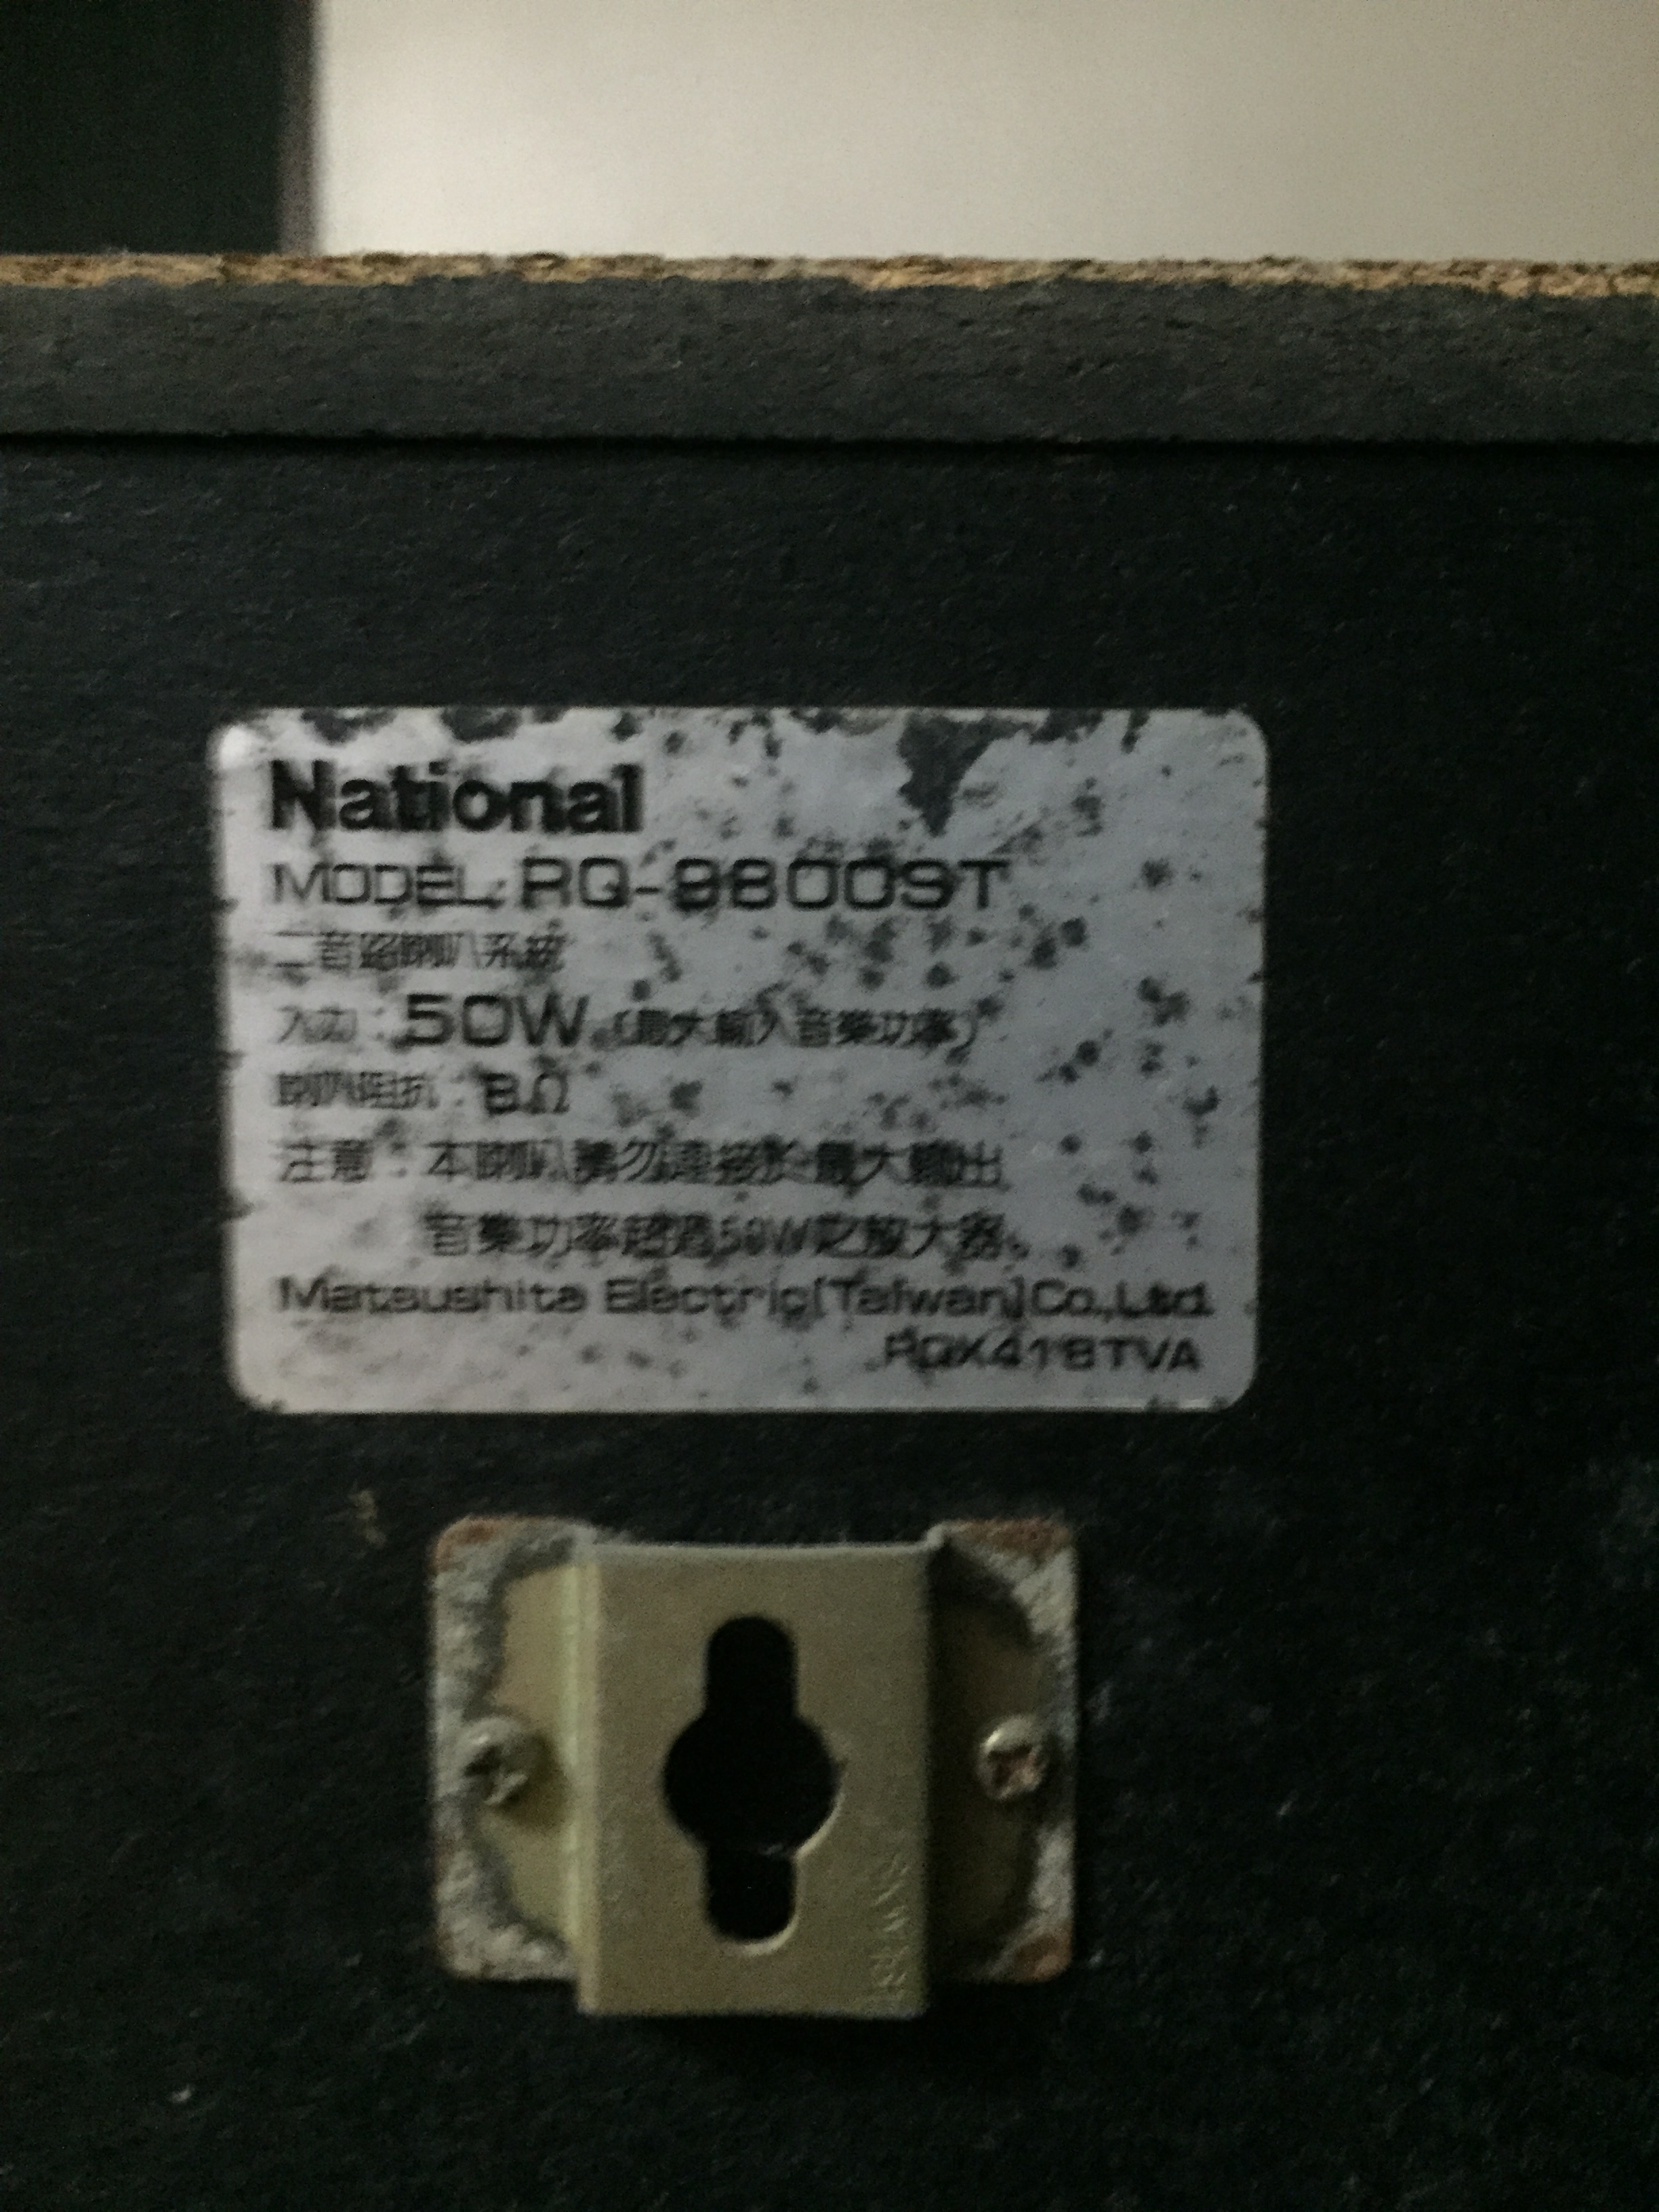 National
MODEL: RQ-8800ST
二音路喇叭系統
入力：50W（最大輸入音樂功率）
喇叭阻抗：8Ω
注意：本喇叭請勿連接於最大輸出
音樂功率超過50W之放大器。
Matsushita Electric(Taiwan)Co.,Ltd.
RQX418TVA